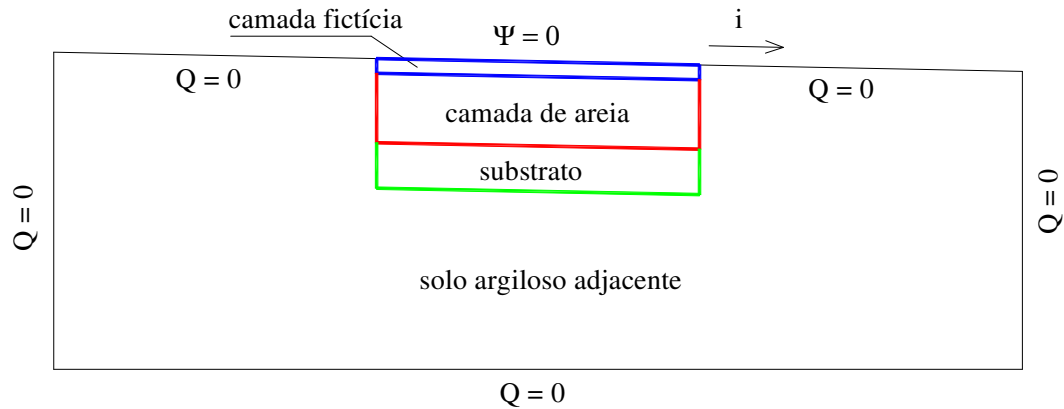 camada fictícia
Ψ = 0
i
Q = 0
Q = 0
camada de areia
substrato
Q = 0
Q = 0
solo argiloso adjacente
Q = 0